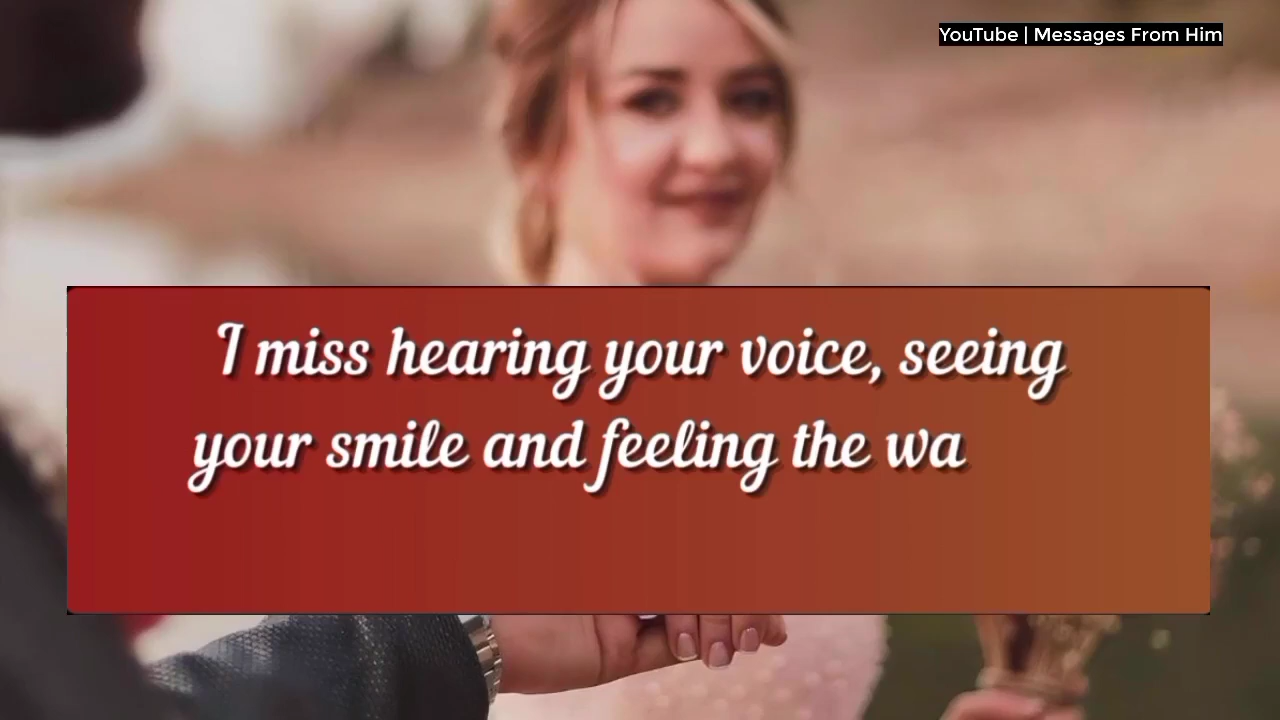 YouTube | Messages From Him
I miss hearing your voice, seeing
your smile and feeling the wa